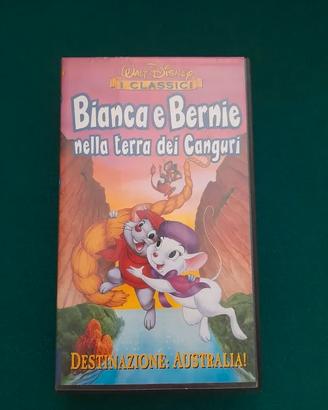 Walt Disney
I CLASSICI
Bianca e Bernie
nella terra dei Canguri
DESTINAZIONE: AUSTRALIA!